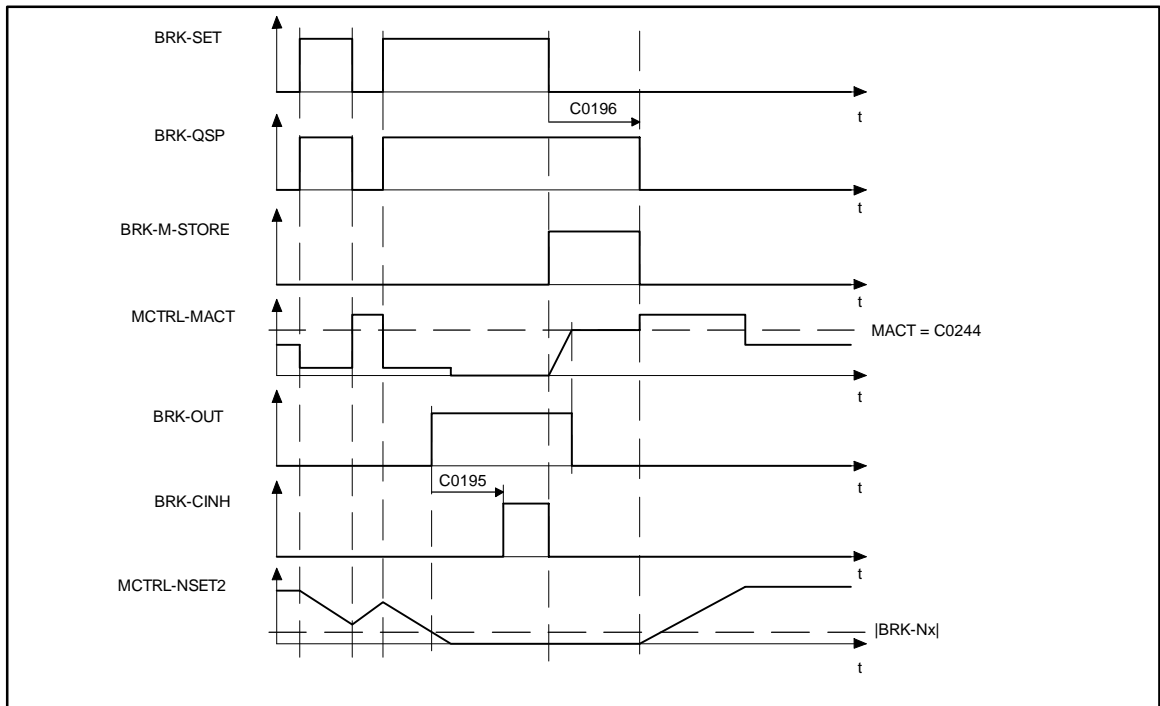 BRK-SET
C0196
t
BRK-QSP
t
BRK-M-STORE
t
MCTRL-MACT
MACT = C0244
t
BRK-OUT
t
C0195
BRK-CINH
t
MCTRL-NSET2
|BRK-Nx|
t